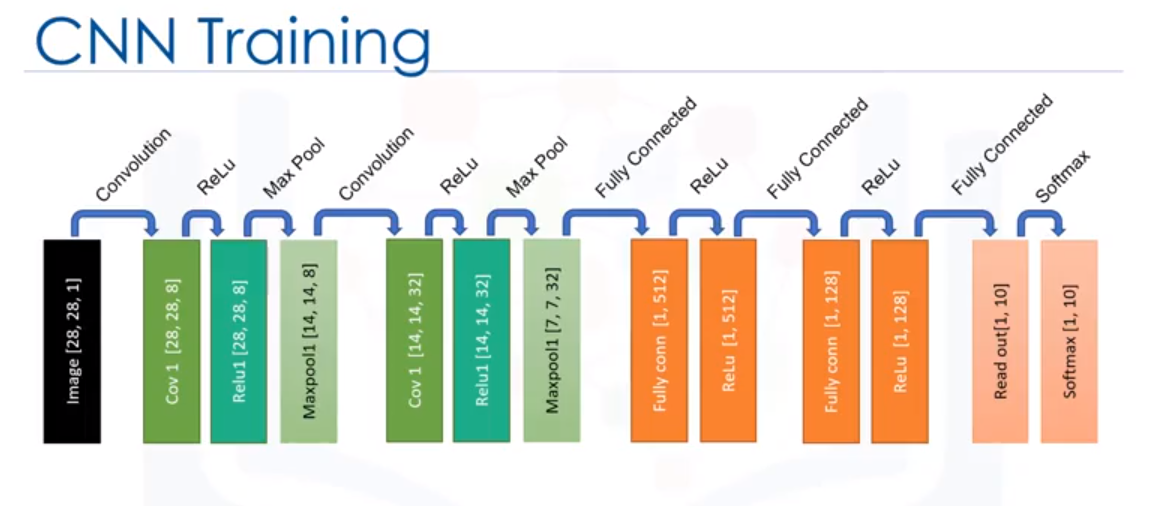 CNN Training
Convolution
ReLu
Max Pool
Convolution
ReLu
Max Pool
Fully Connected
ReLu
Fully Connected
ReLu
Fully Connected
Softmax
Image [28, 28, 1]
Cov 1 [28, 28, 8]
Relu1 [28, 28, 8]
Maxpool1 [14, 14, 8]
Cov 1 [14, 14, 32]
Relu1 [14, 14, 32]
Maxpool1 [7, 7, 32]
Fully conn [1, 512]
ReLu [1, 512]
Fully conn [1, 128]
ReLu [1, 128]
Read out[1, 10]
Softmax [1, 10]